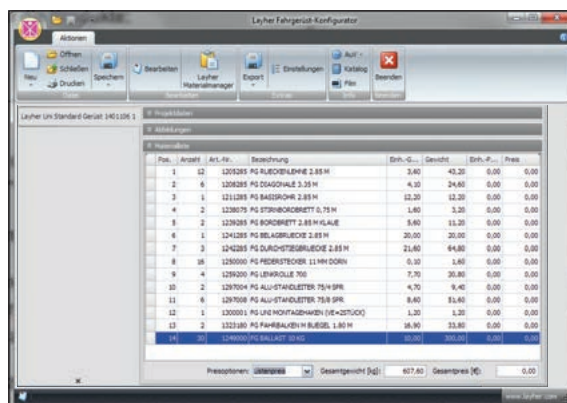 Layher Fahrgerüst-Konfigurator
Aktionen
Neu
Öffnen
Schließen
Drucken
Speichern
Datei
Bearbeiten
Layher Materialmanager
Bearbeiten
Export
Einstellungen
Extras
Katalog
Film
Info
Beenden
Beenden
Layher Uni Standard Gerüst 1401106 1
Projektdaten
Abbildungen
Materialliste
Pos. Anzahl Art.-Nr. Bezeichnung Einh.-G... Gewicht Einh.-P... Preis
1 12 1205285 FG RUECKENLEHNE 2.85 M 3,60 43,20 0,00 0,00
2 6 1208285 FG DIAGONALE 3.35 M 4,10 24,60 0,00 0,00
3 1 1211285 FG BASISROHR 2.85 M 12,20 12,20 0,00 0,00
4 2 1238075 FG STIRNBORDBRETT 0,75 M 1,60 3,20 0,00 0,00
5 2 1239285 FG BORDBRETT 2.85 M KLAUE 5,60 11,20 0,00 0,00
6 1 1241285 FG BELAGBRUECKE 2.85 M 20,00 20,00 0,00 0,00
7 3 1242285 FG DURCHSTIEGBRUECKE 2.85 M 21,60 64,80 0,00 0,00
8 16 1250000 FG FEDERSTECKER 11 MM DORN 0,10 1,60 0,00 0,00
9 4 1259200 FG LENKROLLE 700 7,70 30,80 0,00 0,00
10 2 1297004 FG ALU-STANDLEITER 75/4 SPR 4,70 9,40 0,00 0,00
11 6 1297008 FG ALU-STANDLEITER 75/8 SPR 8,60 51,60 0,00 0,00
12 1 1300001 FG UNI MONTAGEHAKEN (VE=2STÜCK) 1,20 1,20 0,00 0,00
13 2 1323180 FG FAHRBALKEN M BUEGEL 1.80 M 16,90 33,80 0,00 0,00
14 30 1249000 FG BALLAST 10 KG 10,00 300,00 0,00 0,00
Preisoptionen: Listenpreis Gesamtgewicht [kg]: 607,60 Gesamtpreis [€]: 0,00
www.layher.com